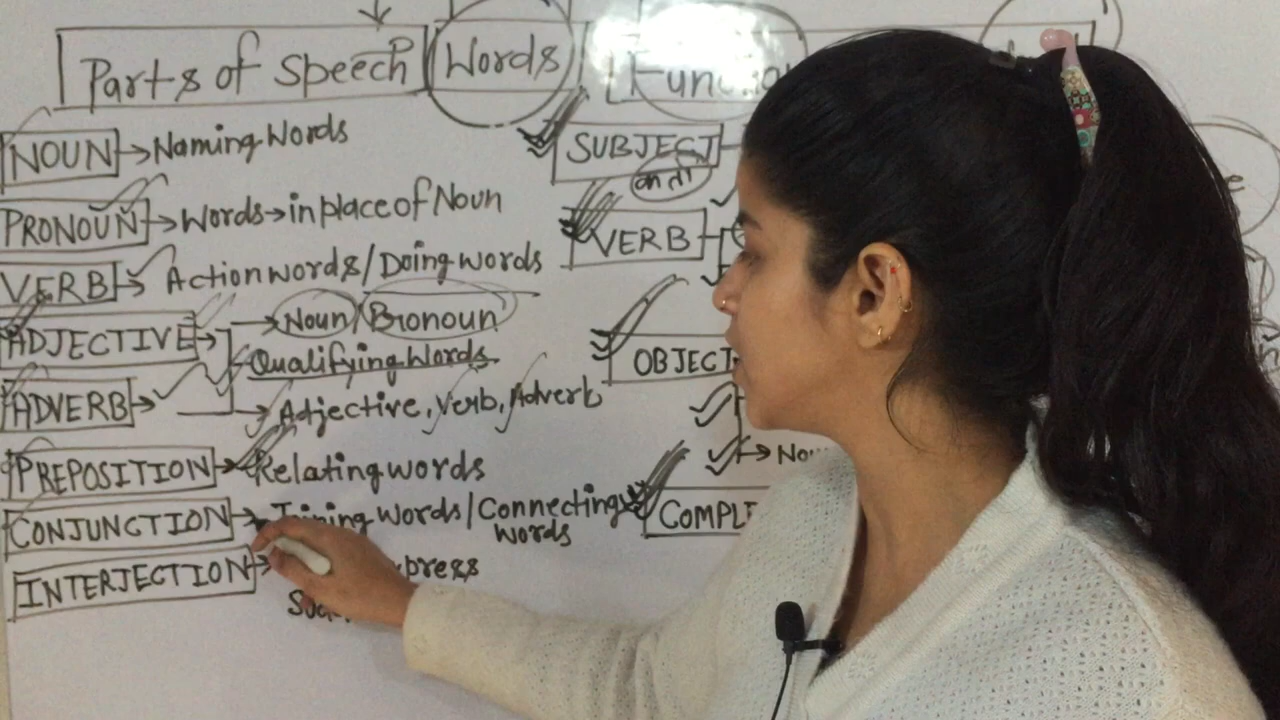 Parts of Speech Words
NOUN → Naming Words
PRONOUN → Words → in place of Noun
VERB → Action words/Doing words
ADJECTIVE → Noun/Pronoun
Qualifying Words
ADVERB → Adjective, Verb, Adverb
PREPOSITION → Relating words
CONJUNCTION → Joining Words/Connecting
words
INTERJECTION →
SUBJECT
VERB
OBJECT
→ Nou
COMPLE